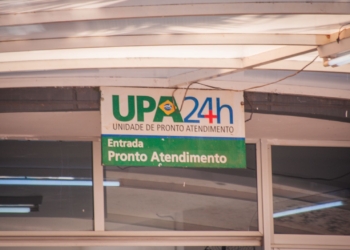 UPA24h
UNIDADE DE PRONTO ATENDIMENTO
Entrada
Pronto Atendimento